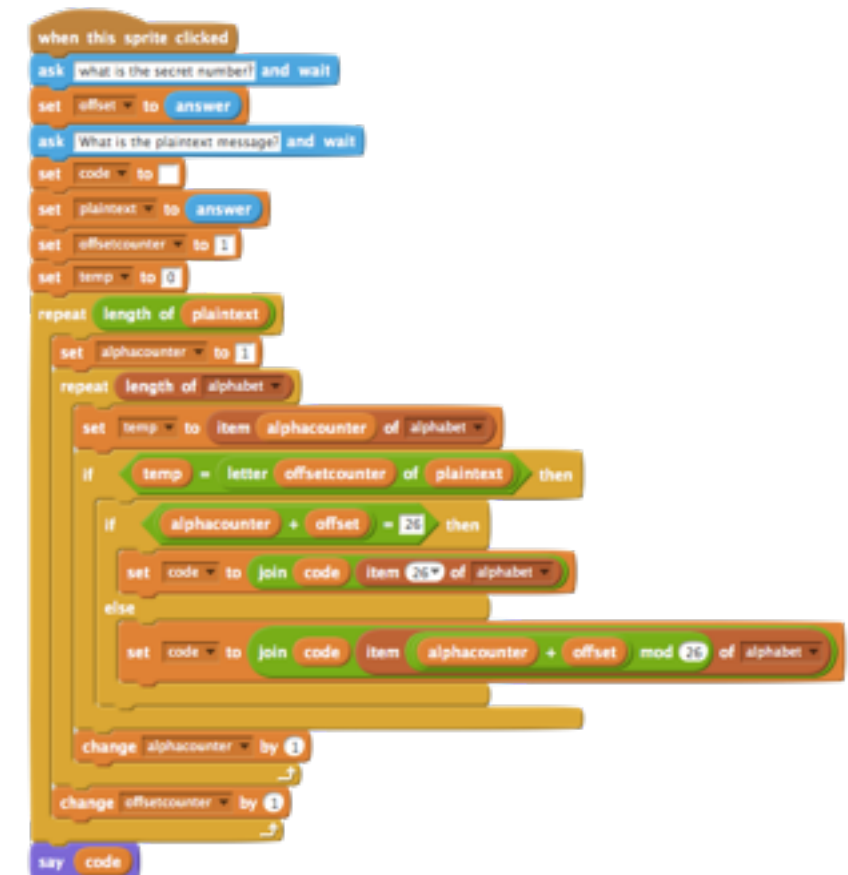 when this sprite clicked
ask what is the secret number? and wait
set offset to answer
ask What is the plaintext message? and wait
set code to
set plaintext to answer
set offsetcounter to 1
set temp to 0
repeat length of plaintext
set alphacounter to 1
repeat length of alphabet
set temp to item alphacounter of alphabet
if temp = letter offsetcounter of plaintext then
if alphacounter + offset = 26 then
set code to join code item 26 of alphabet
else
set code to join code item alphacounter + offset mod 26 of alphabet
change alphacounter by 1
change offsetcounter by 1
say code